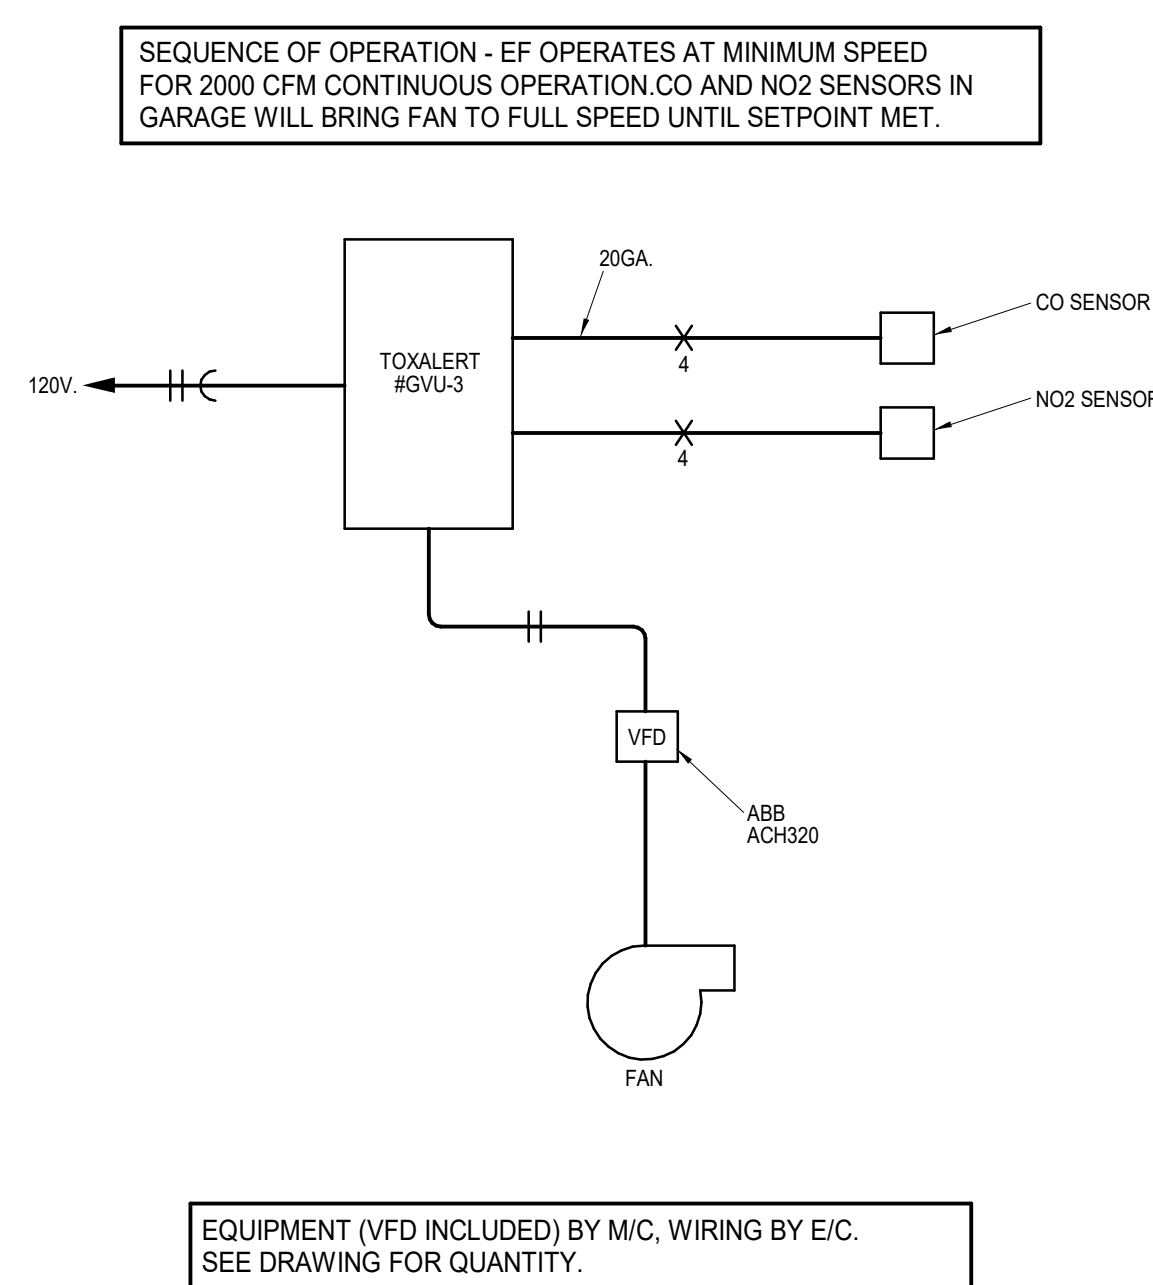 SEQUENCE OF OPERATION - EF OPERATES AT MINIMUM SPEED
FOR 2000 CFM CONTINUOUS OPERATION.CO AND NO2 SENSORS IN
GARAGE WILL BRING FAN TO FULL SPEED UNTIL SETPOINT MET.
20GA.
CO SENSOR
4
TOXALERT
#GVU-3
120V.
NO2 SENSOR
4
VFD
ABB
ACH320
FAN
EQUIPMENT (VFD INCLUDED) BY M/C, WIRING BY E/C.
SEE DRAWING FOR QUANTITY.